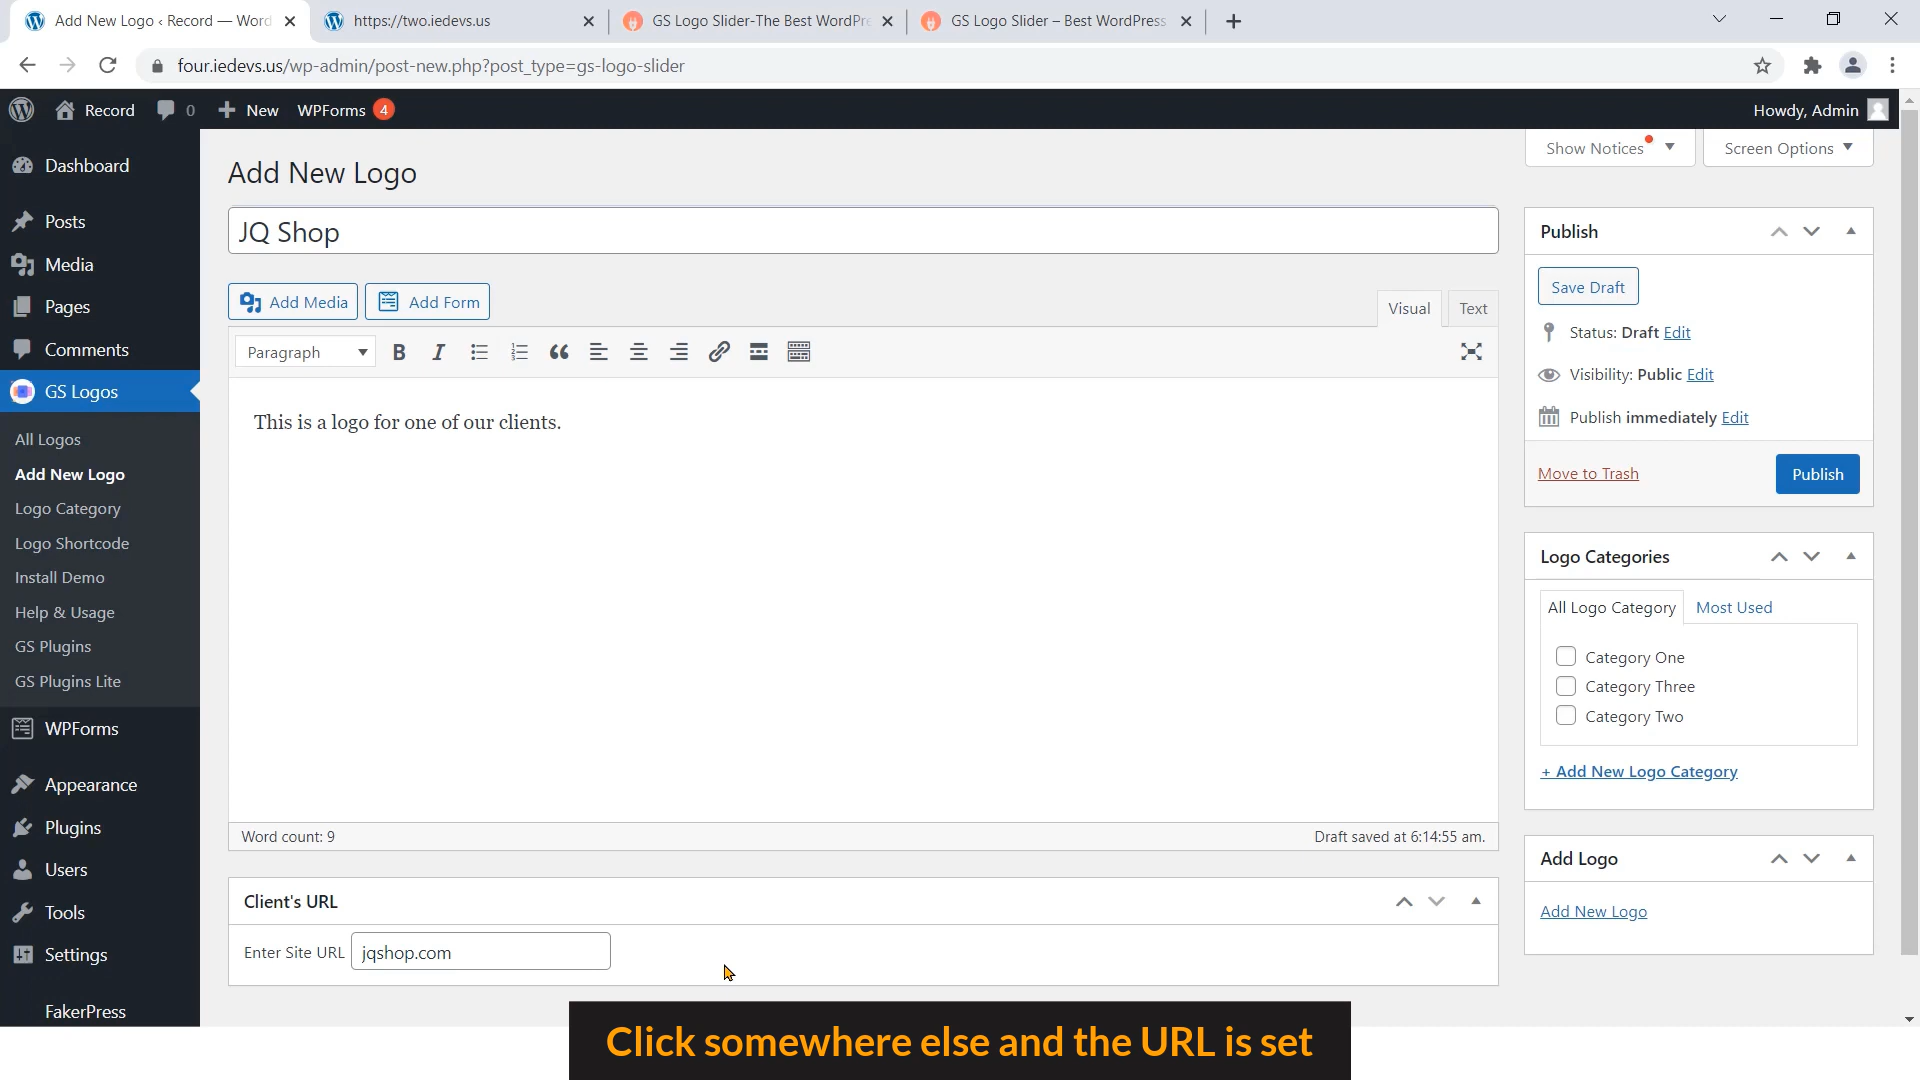 Add New Logo ‹ Record — Word
https://two.iedevs.us
GS Logo Slider-The Best WordPre
GS Logo Slider – Best WordPress
four.iedevs.us/wp-admin/post-new.php?post_type=gs-logo-slider
Record
0
New
WPForms 4
Howdy, Admin
Dashboard
Posts
Media
Pages
Comments
GS Logos
All Logos
Add New Logo
Logo Category
Logo Shortcode
Install Demo
Help & Usage
GS Plugins
GS Plugins Lite
WPForms
Appearance
Plugins
Users
Tools
Settings
FakerPress
Show Notices
Screen Options
Add New Logo
JQ Shop
Add Media
Add Form
Visual
Text
Paragraph
This is a logo for one of our clients.
Word count: 9
Draft saved at 6:14:55 am.
Client's URL
Enter Site URL jqshop.com
Publish
Save Draft
Status: Draft Edit
Visibility: Public Edit
Publish immediately Edit
Move to Trash
Publish
Logo Categories
All Logo Category
Most Used
Category One
Category Three
Category Two
+ Add New Logo Category
Add Logo
Add New Logo
Click somewhere else and the URL is set